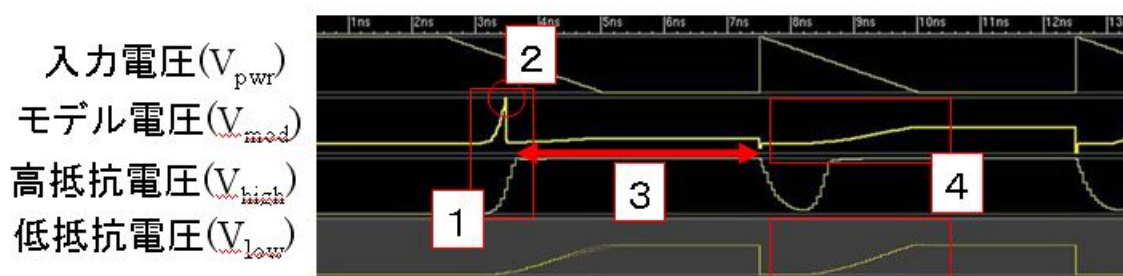 1ns 2ns 3ns 4ns 5ns 6ns 7ns 8ns 9ns 10ns 11ns 12ns 13
入力電圧(Vpwr)
2
モデル電圧(Vmod)
高抵抗電圧(Vhigh)
3
4
1
低抵抗電圧(Vlow)